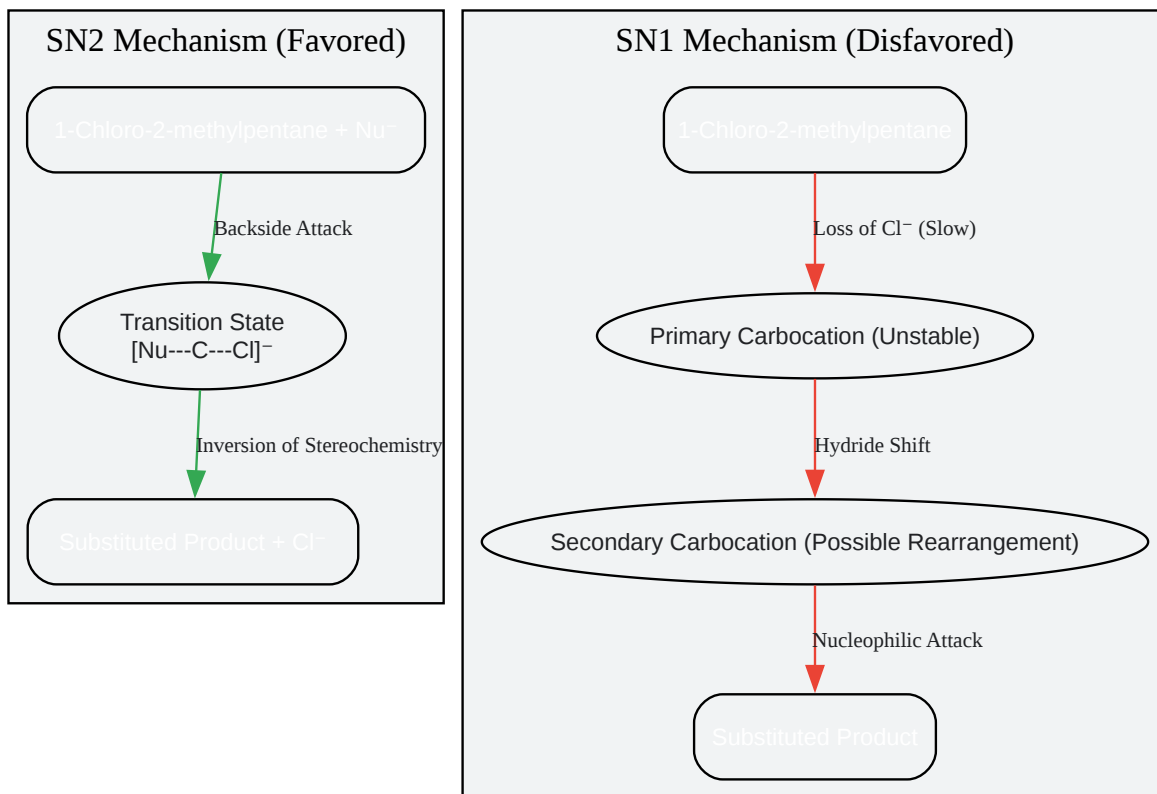 SN2 Mechanism (Favored)
1-Chloro-2-methylpentane + Nu⁻
Backside Attack
Transition State
[Nu---C---Cl]⁻
Inversion of Stereochemistry
Substituted Product + Cl⁻
SN1 Mechanism (Disfavored)
1-Chloro-2-methylpentane
Loss of Cl⁻ (Slow)
Primary Carbocation (Unstable)
Hydride Shift
Secondary Carbocation (Possible Rearrangement)
Nucleophilic Attack
Substituted Product